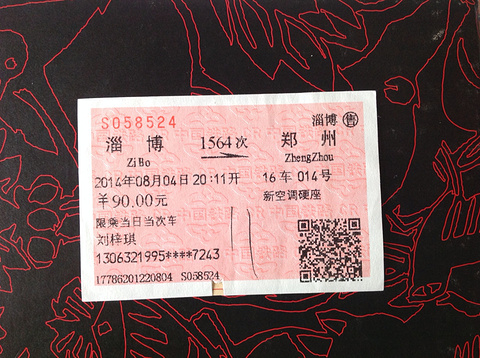 S058524 淄博 售
淄 博 1564次 郑 州
ZiBo ZhengZhou
2014年08月04日 20:11开 16车 014号
￥90.00元 新空调硬座
限乘当日当次车
刘梓琪
1306321995****7243
17786201220804 S058524